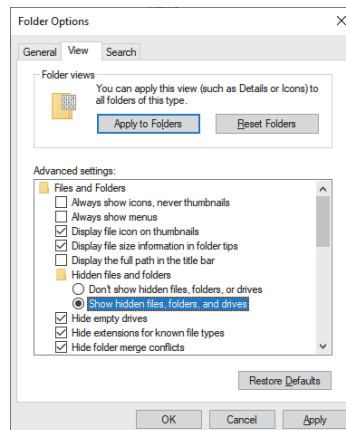 Folder Options
General View Search
Folder views
You can apply this view (such as Details or Icons) to
all folders of this type.
Apply to Folders Reset Folders
Advanced settings:
Files and Folders
Always show icons, never thumbnails
Always show menus
Display file icon on thumbnails
Display file size information in folder tips
Display the full path in the title bar
Hidden files and folders
Don't show hidden files, folders, or drives
Show hidden files, folders, and drives
Hide empty drives
Hide extensions for known file types
Hide folder merge conflicts
Restore Defaults
OK Cancel Apply